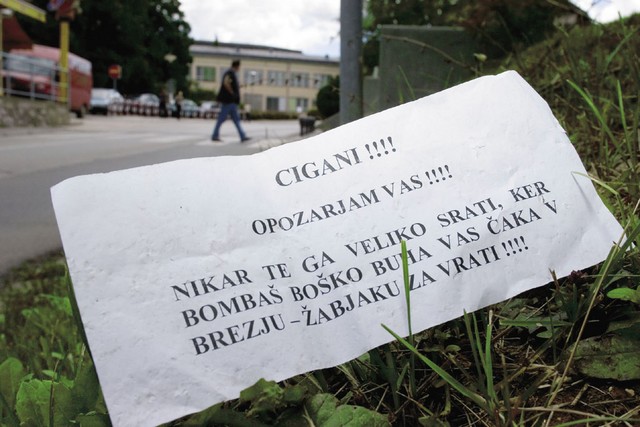 CIGANI !!!!
OPOZARJAM VAS !!!!
NIKAR TE GA VELIKO SRATI, KER
BOMBAŠ BOŠKO BUHA VAS ČAKA V
BREZJU –ŽABJAKU ZA VRATI !!!!